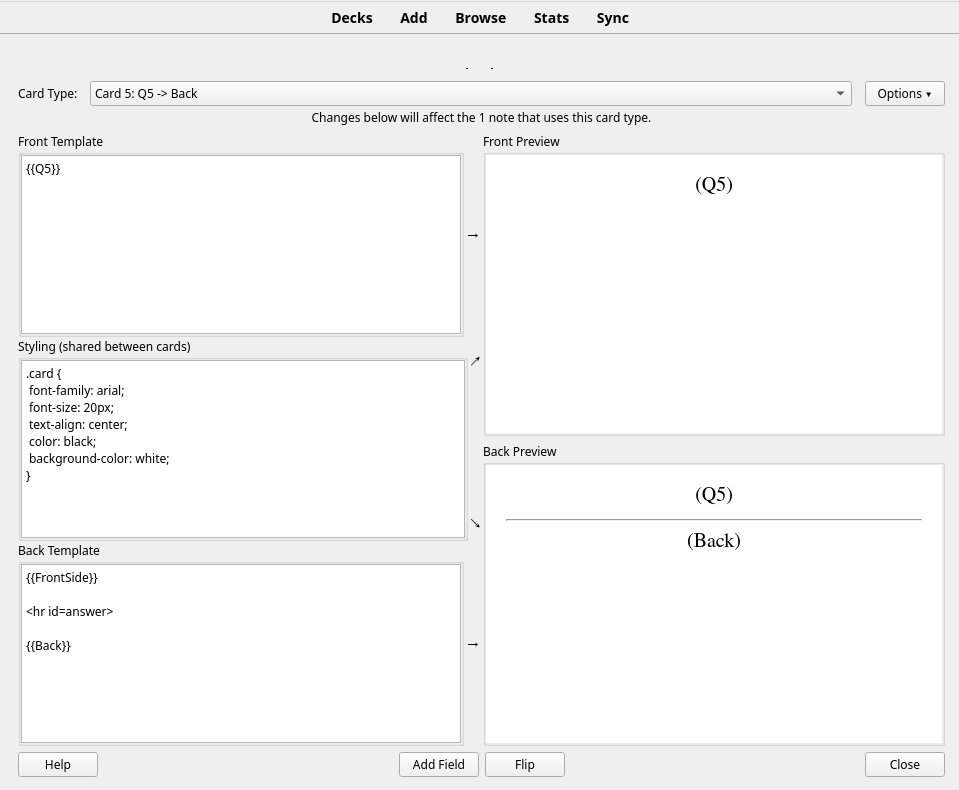 Decks Add Browse Stats Sync
Card Type: Card 5: Q5 -> Back Options ▾
Changes below will affect the 1 note that uses this card type.
Front Template
{{Q5}}
→
Styling (shared between cards)
.card {
font-family: arial;
font-size: 20px;
text-align: center;
color: black;
background-color: white;
}
↗
↘
Back Template
{{FrontSide}}
<hr id=answer>
{{Back}}
→
Front Preview
(Q5)
Back Preview
(Q5)
(Back)
Help Add Field Flip Close